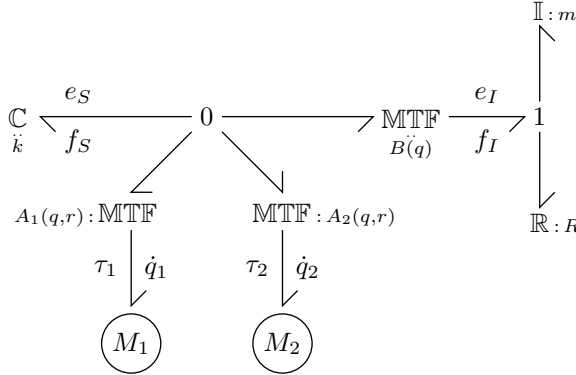 𝕀 : m
e_S
e_I
ℂ
0
𝕄𝕋𝔽
1
k
f_S
B(q)
f_I
A_1(q,r) : 𝕄𝕋𝔽
𝕄𝕋𝔽 : A_2(q,r)
ℝ : R
τ_1
q̇_1
τ_2
q̇_2
M_1
M_2